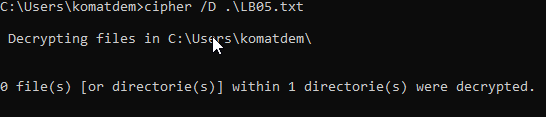 C:\Users\komatdem>cipher /D .\LB05.txt
Decrypting files in C:\Users\komatdem\
0 file(s) [or directorie(s)] within 1 directorie(s) were decrypted.